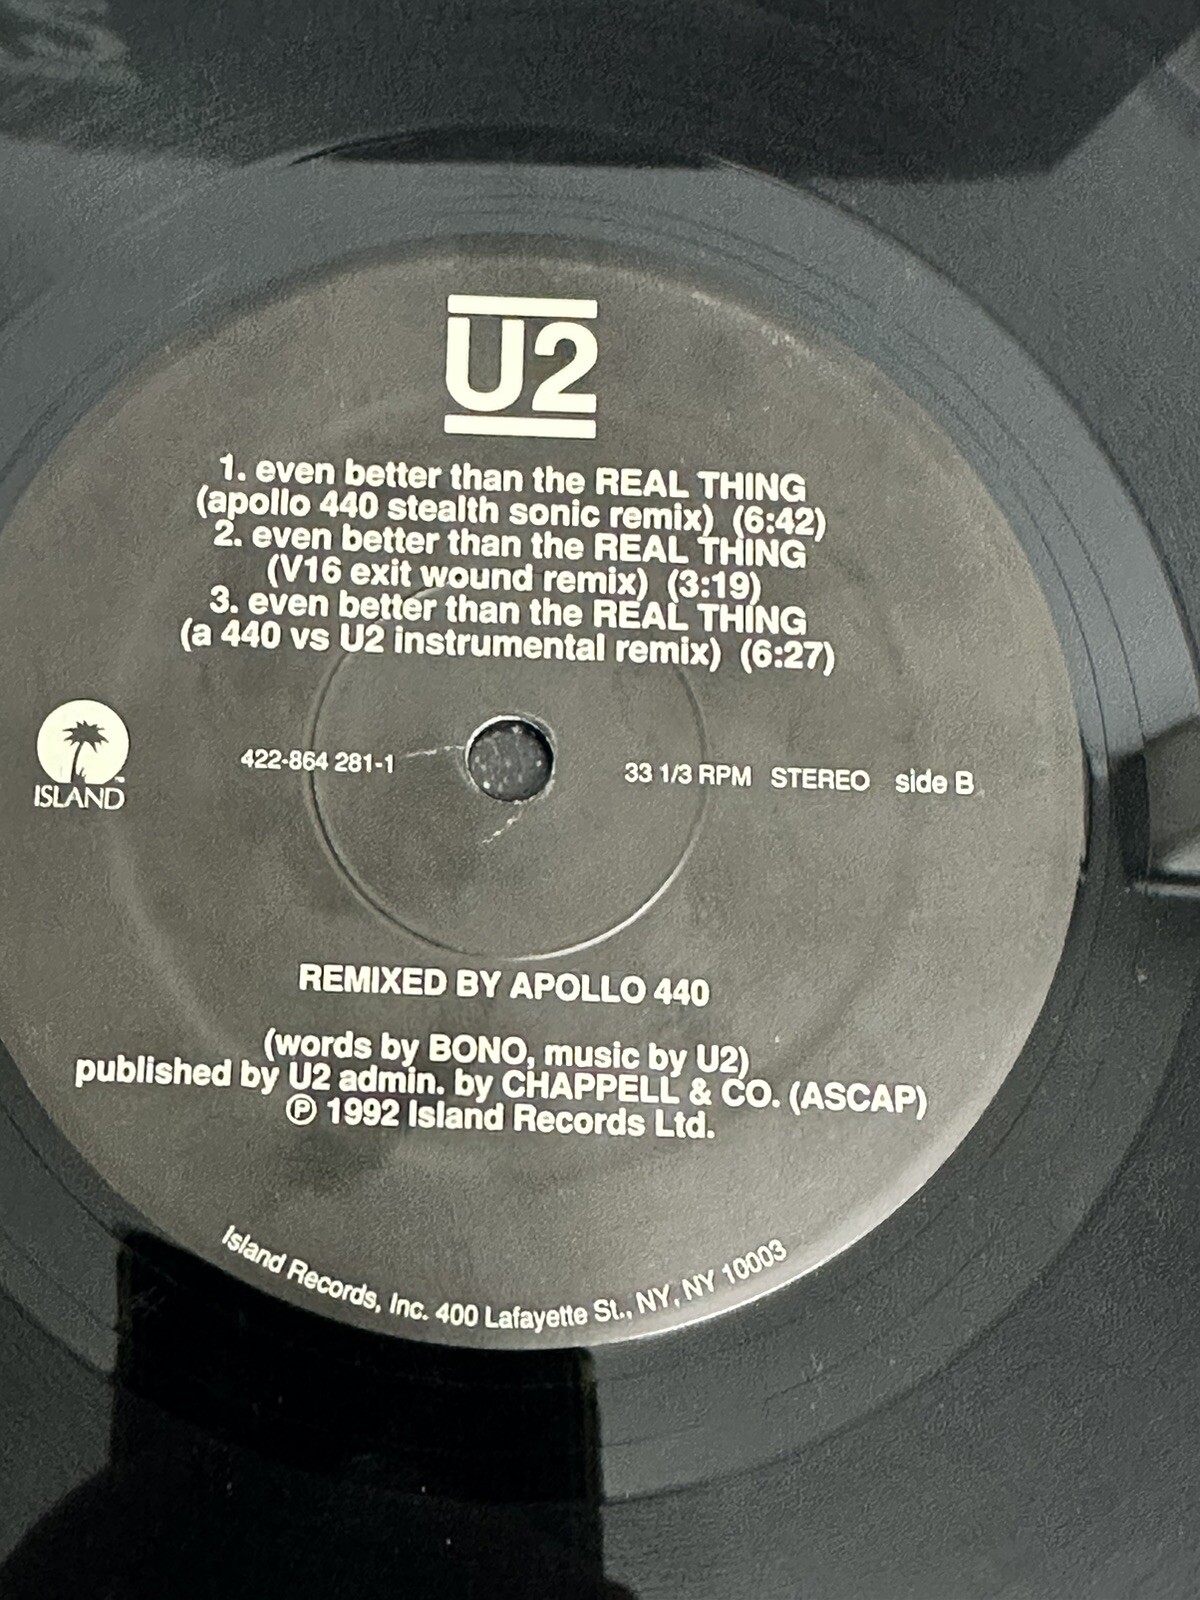 U2
1. even better than the REAL THING
(apollo 440 stealth sonic remix) (6:42)
2. even better than the REAL THING
(V16 exit wound remix) (3:19)
3. even better than the REAL THING
(a 440 vs U2 instrumental remix) (6:27)
ISLAND™
422-864 281-1
33 1/3 RPM STEREO side B
REMIXED BY APOLLO 440
(words by BONO, music by U2)
published by U2 admin. by CHAPPELL & CO. (ASCAP)
℗ 1992 Island Records Ltd.
Island Records, Inc. 400 Lafayette St., NY, NY 10003